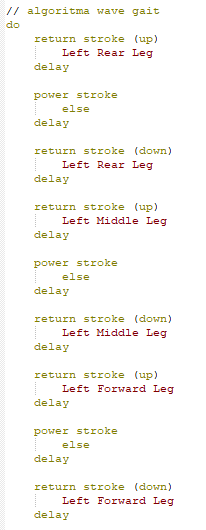 // algoritma wave gait
do
return stroke (up)
Left Rear Leg
delay
power stroke
else
delay
return stroke (down)
Left Rear Leg
delay
return stroke (up)
Left Middle Leg
delay
power stroke
else
delay
return stroke (down)
Left Middle Leg
delay
return stroke (up)
Left Forward Leg
delay
power stroke
else
delay
return stroke (down)
Left Forward Leg
delay